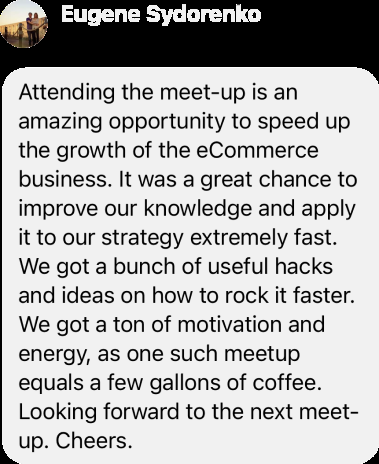 Eugene Sydorenko
Attending the meet-up is an
amazing opportunity to speed up
the growth of the eCommerce
business. It was a great chance to
improve our knowledge and apply
it to our strategy extremely fast.
We got a bunch of useful hacks
and ideas on how to rock it faster.
We got a ton of motivation and
energy, as one such meetup
equals a few gallons of coffee.
Looking forward to the next meet-
up. Cheers.